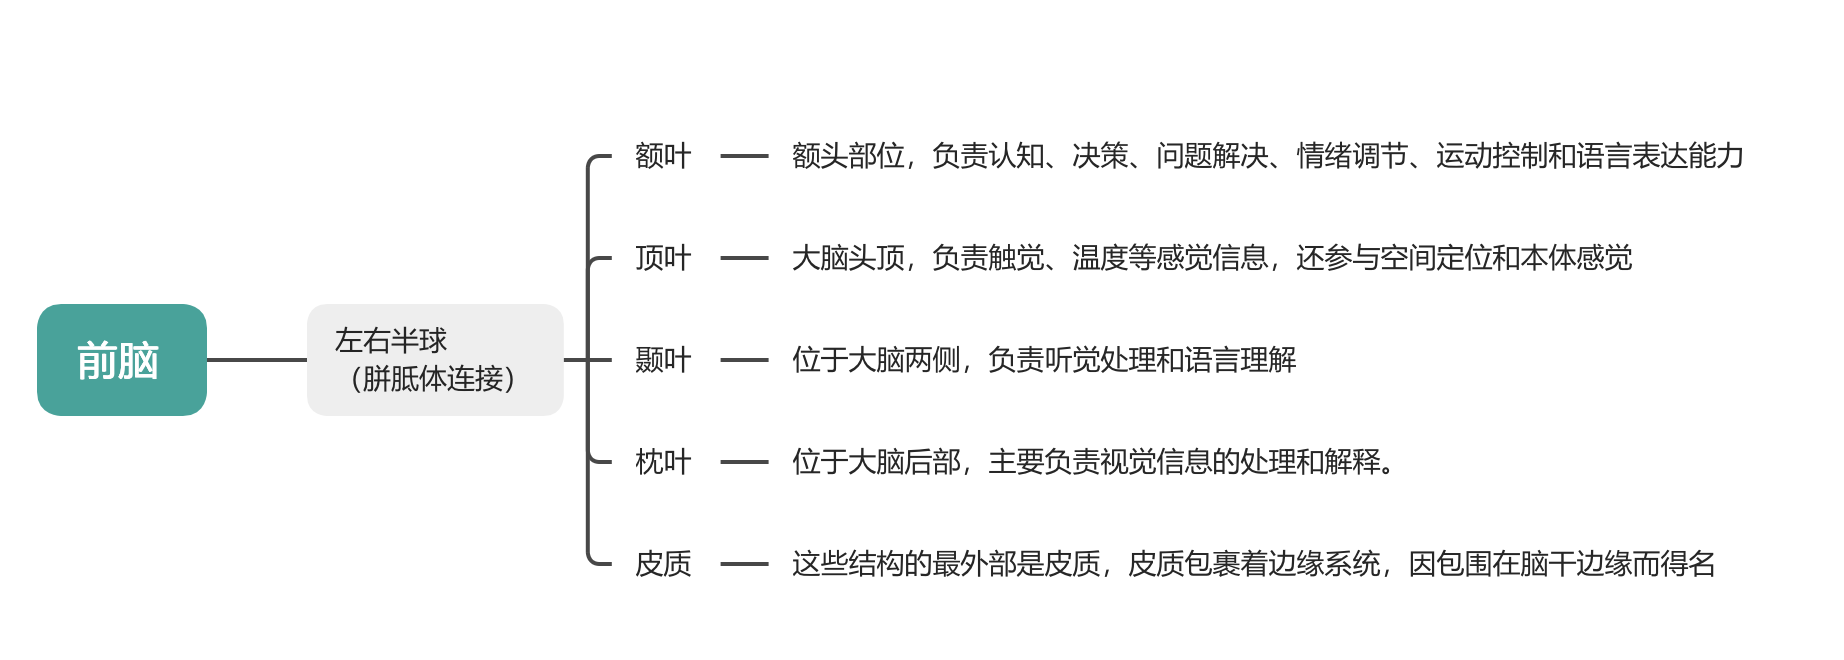 前脑
左右半球
（胼胝体连接）
额叶
额头部位，负责认知、决策、问题解决、情绪调节、运动控制和语言表达能力
顶叶
大脑头顶，负责触觉、温度等感觉信息，还参与空间定位和本体感觉
颞叶
位于大脑两侧，负责听觉处理和语言理解
枕叶
位于大脑后部，主要负责视觉信息的处理和解释。
皮质
这些结构的最外部是皮质，皮质包裹着边缘系统，因包围在脑干边缘而得名